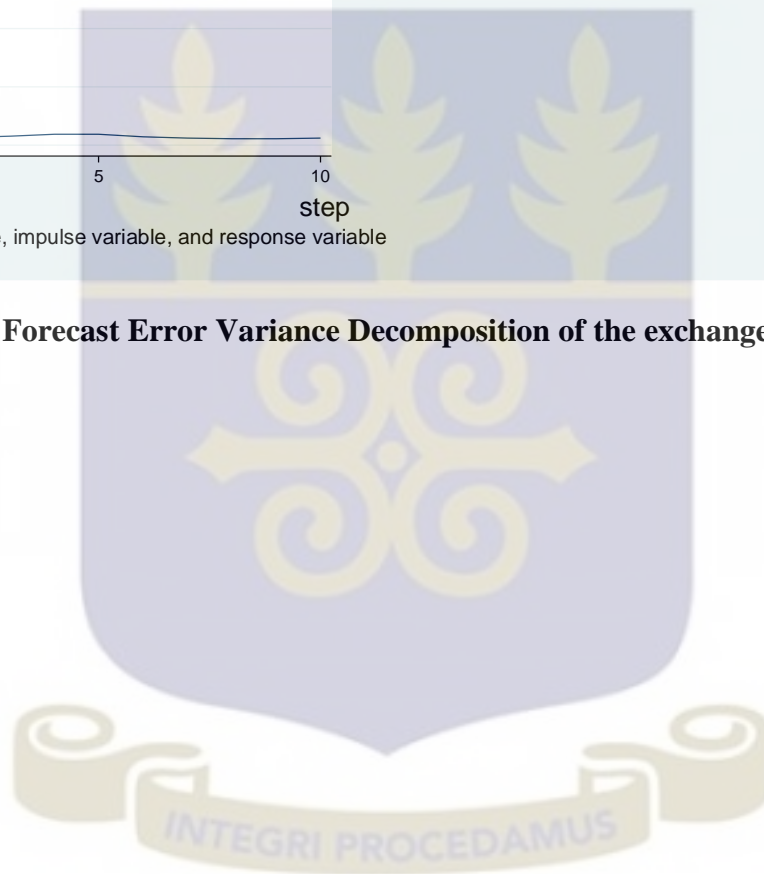 5 10
step
, impulse variable, and response variable
Forecast Error Variance Decomposition of the exchange
INTEGRI PROCEDAMUS